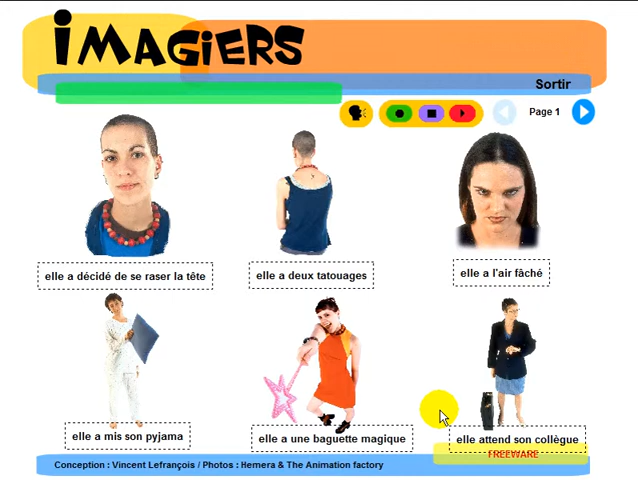 iMAGiERS
Sortir
Page 1
elle a décidé de se raser la tête
elle a deux tatouages
elle a l'air fâché
elle a mis son pyjama
elle a une baguette magique
elle attend son collègue
FREEWARE
Conception : Vincent Lefrançois / Photos : Hemera & The Animation factory